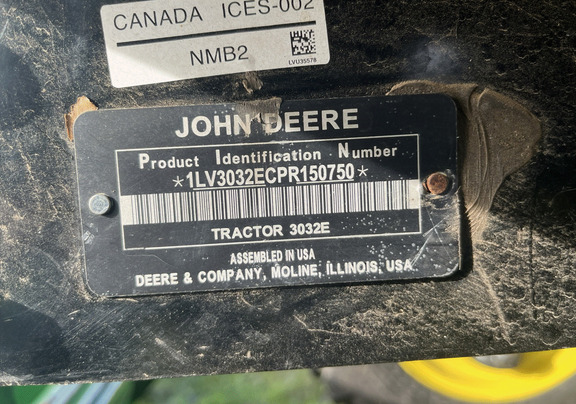 CANADA ICES-002
NMB2
LVU35578
JOHN DEERE
Product Identification Number
*1LV3032ECPR150750*
TRACTOR 3032E
ASSEMBLED IN USA
DEERE & COMPANY, MOLINE, ILLINOIS, USA